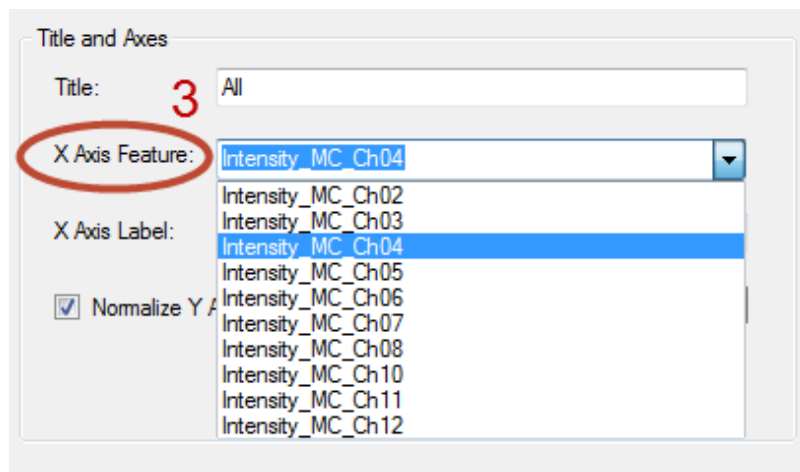 Title and Axes
Title: All
3
X Axis Feature: Intensity_MC_Ch04
Intensity_MC_Ch02
Intensity_MC_Ch03
X Axis Label: Intensity_MC_Ch04
Intensity_MC_Ch05
Normalize Y A Intensity_MC_Ch06
Intensity_MC_Ch07
Intensity_MC_Ch08
Intensity_MC_Ch10
Intensity_MC_Ch11
Intensity_MC_Ch12